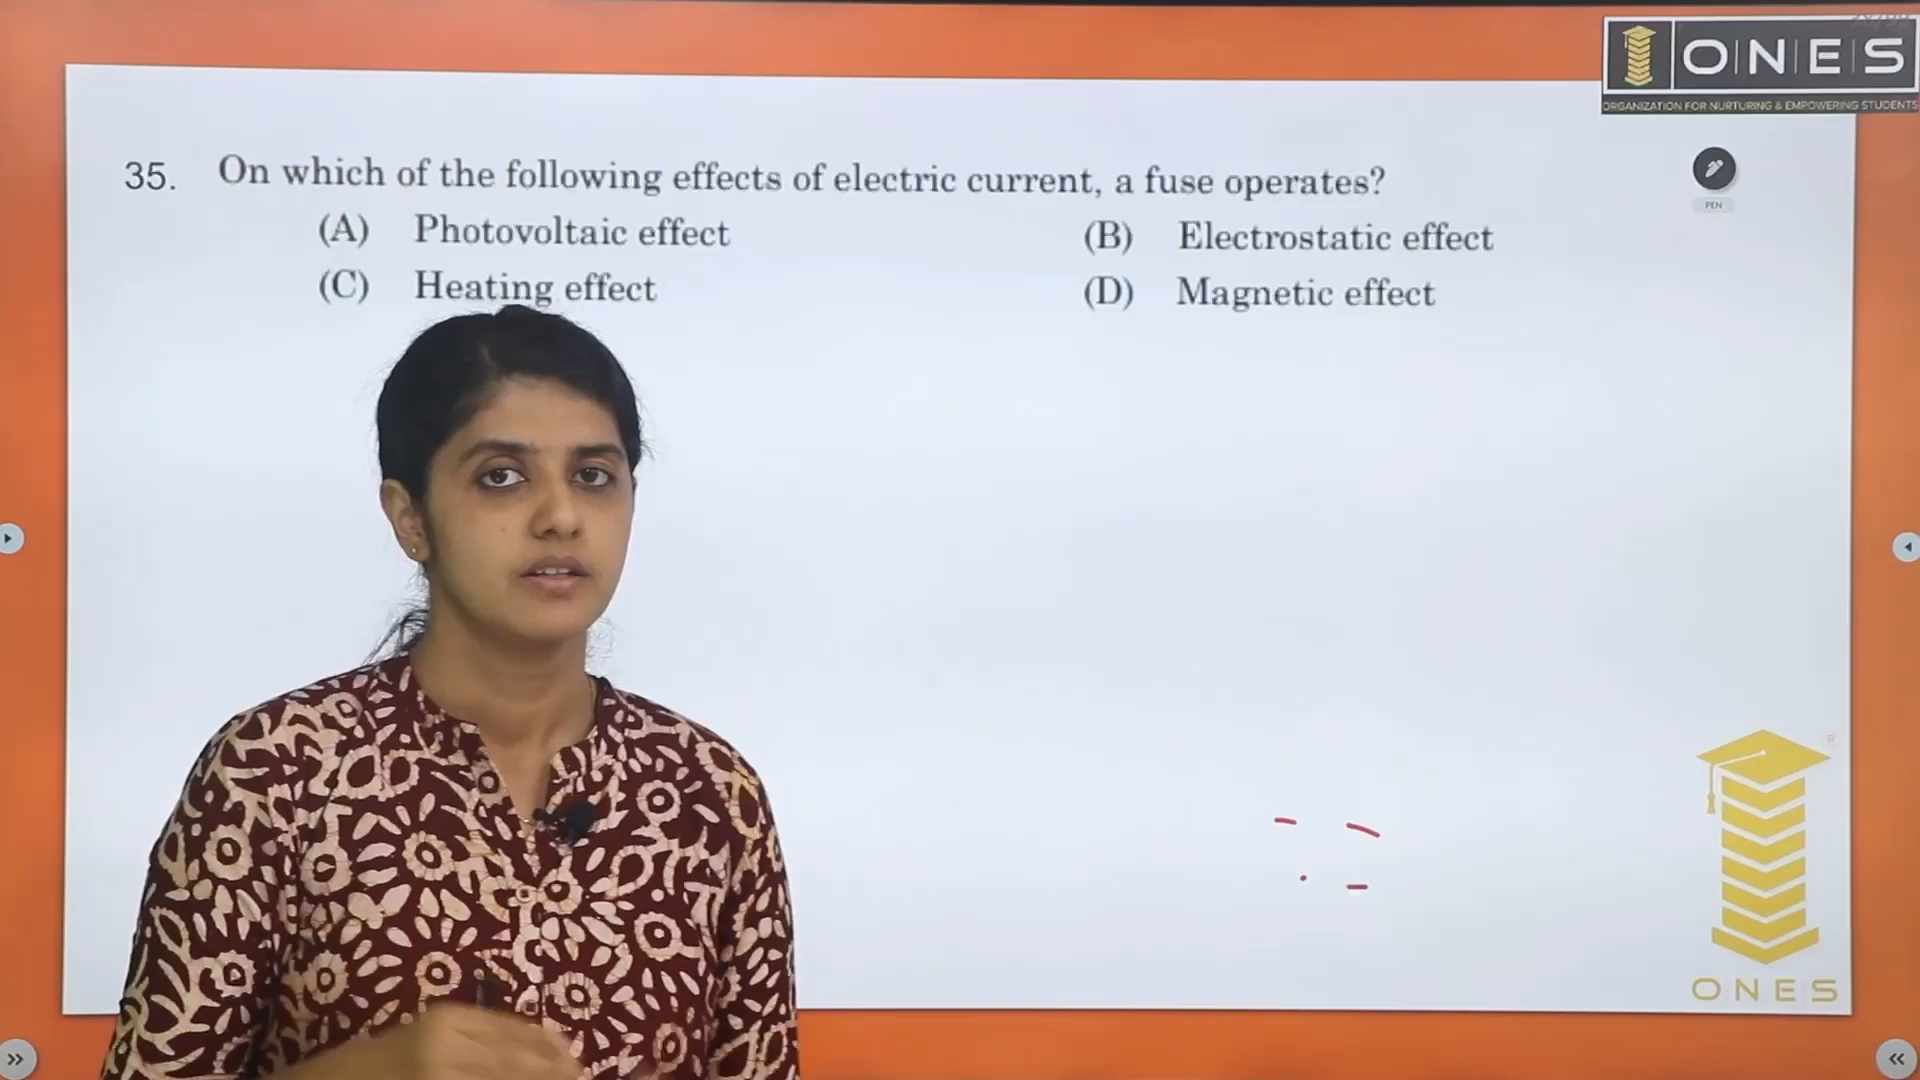 O|N|E|S
ORGANIZATION FOR NURTURING & EMPOWERING STUDENTS
35. On which of the following effects of electric current, a fuse operates?
(A) Photovoltaic effect (B) Electrostatic effect
(C) Heating effect (D) Magnetic effect
PEN
R
ONES